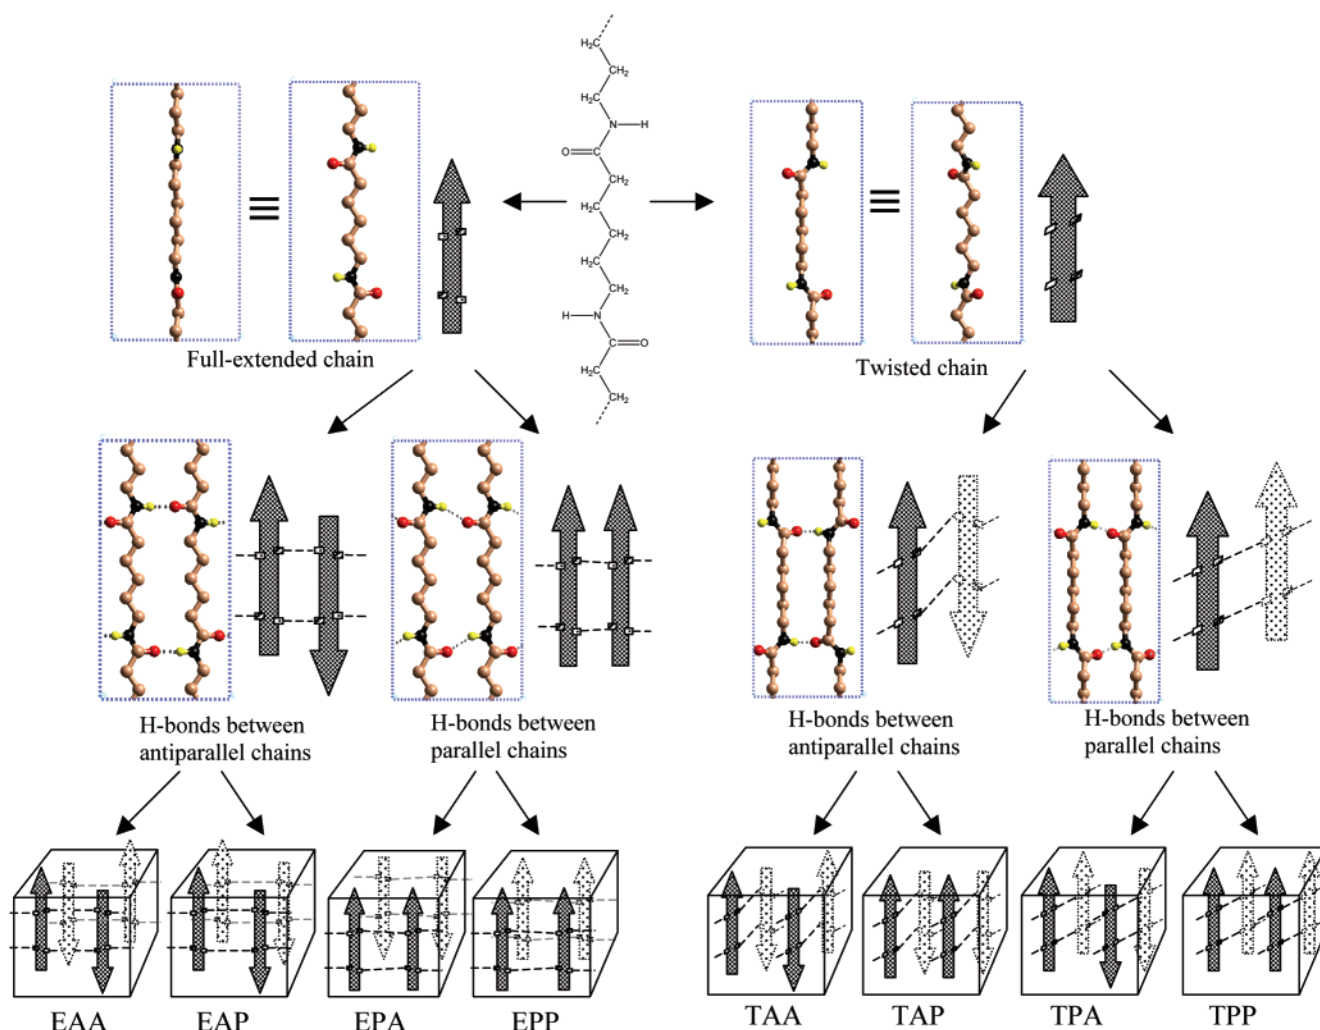 H₂C
CH₂
H₂C
N—H
O
C
CH₂
H₂C
CH₂
H₂C
CH₂
H—N
C
O
H₂C
CH₂
Full-extended chain
Twisted chain
H-bonds between
antiparallel chains
H-bonds between
parallel chains
H-bonds between
antiparallel chains
H-bonds between
parallel chains
EAA
EAP
EPA
EPP
TAA
TAP
TPA
TPP